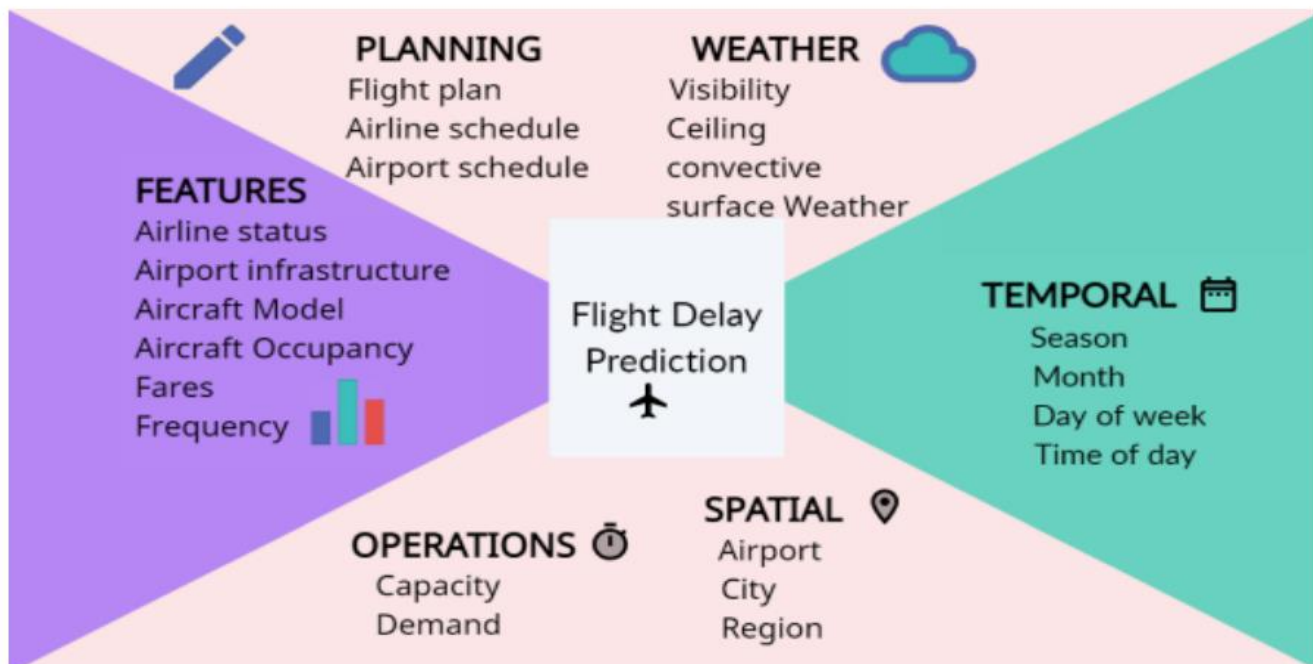 PLANNING
Flight plan
Airline schedule
Airport schedule
WEATHER
Visibility
Ceiling
convective
surface Weather
FEATURES
Airline status
Airport infrastructure
Aircraft Model
Aircraft Occupancy
Fares
Frequency
Flight Delay
Prediction
TEMPORAL
Season
Month
Day of week
Time of day
OPERATIONS
Capacity
Demand
SPATIAL
Airport
City
Region